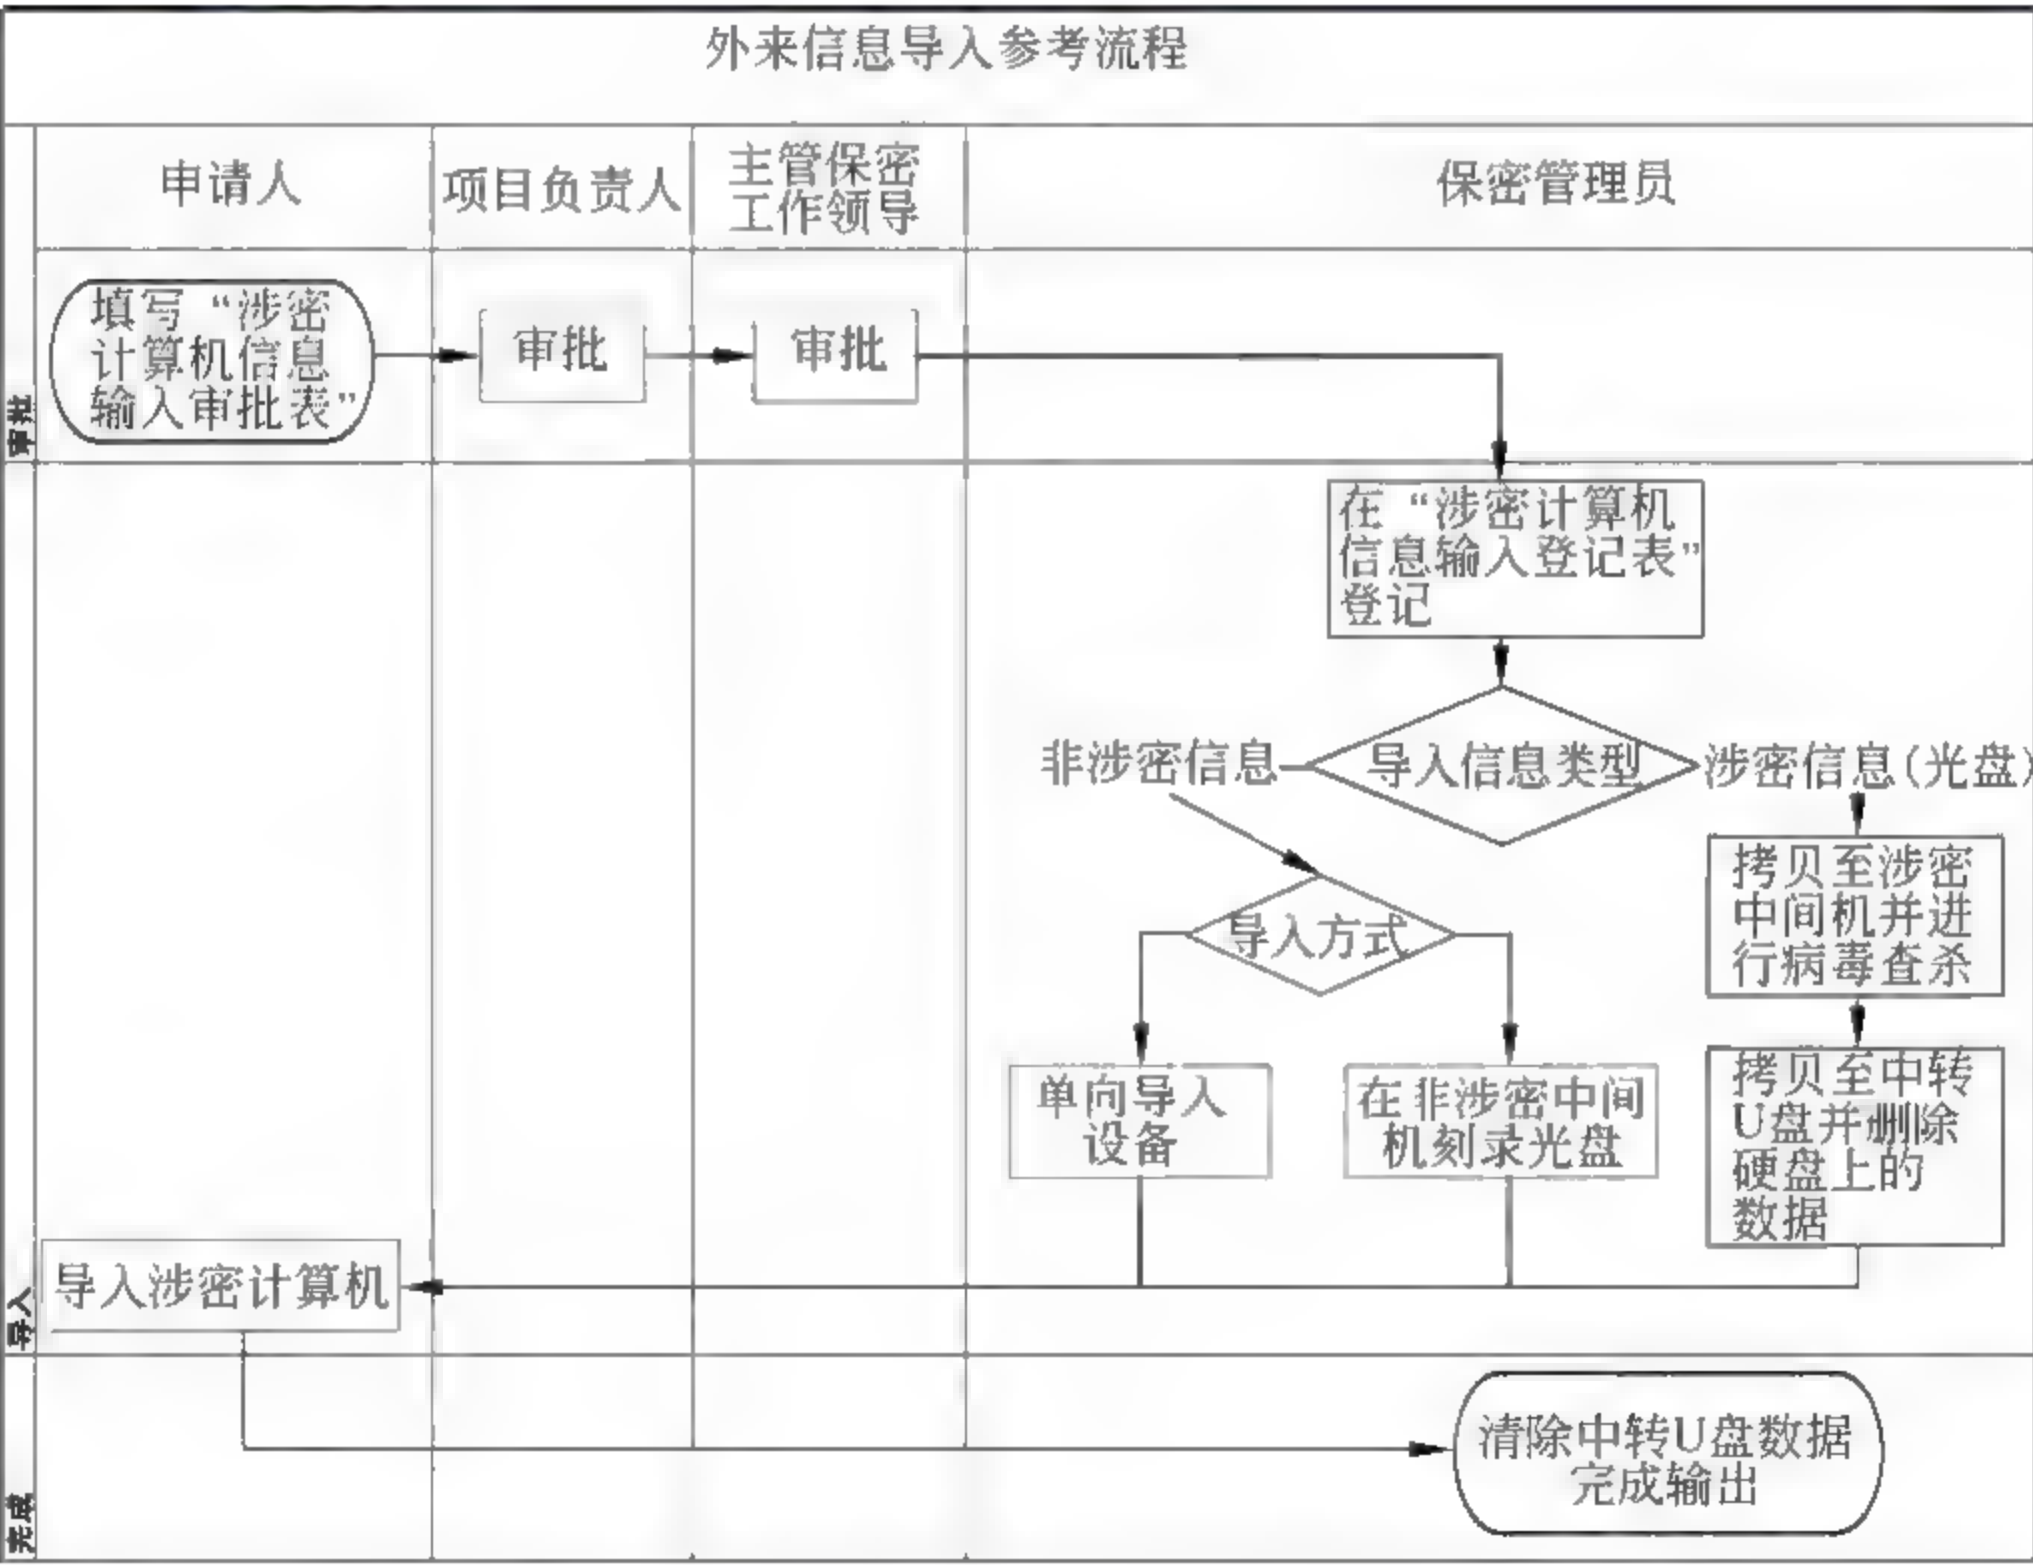 外来信息导入参考流程
申请人
项目负责人
主管保密
工作领导
保密管理员
审批
填写“涉密
计算机信息
输入审批表”
审批
审批
导入
在“涉密计算机
信息输入登记表”
登记
导入信息类型
非涉密信息
涉密信息(光盘)
导入方式
拷贝至涉密
中间机并进
行病毒查杀
单向导入
设备
在非涉密中间
机刻录光盘
拷贝至中转
U盘并删除
硬盘上的
数据
导入涉密计算机
完成
清除中转U盘数据
完成输出